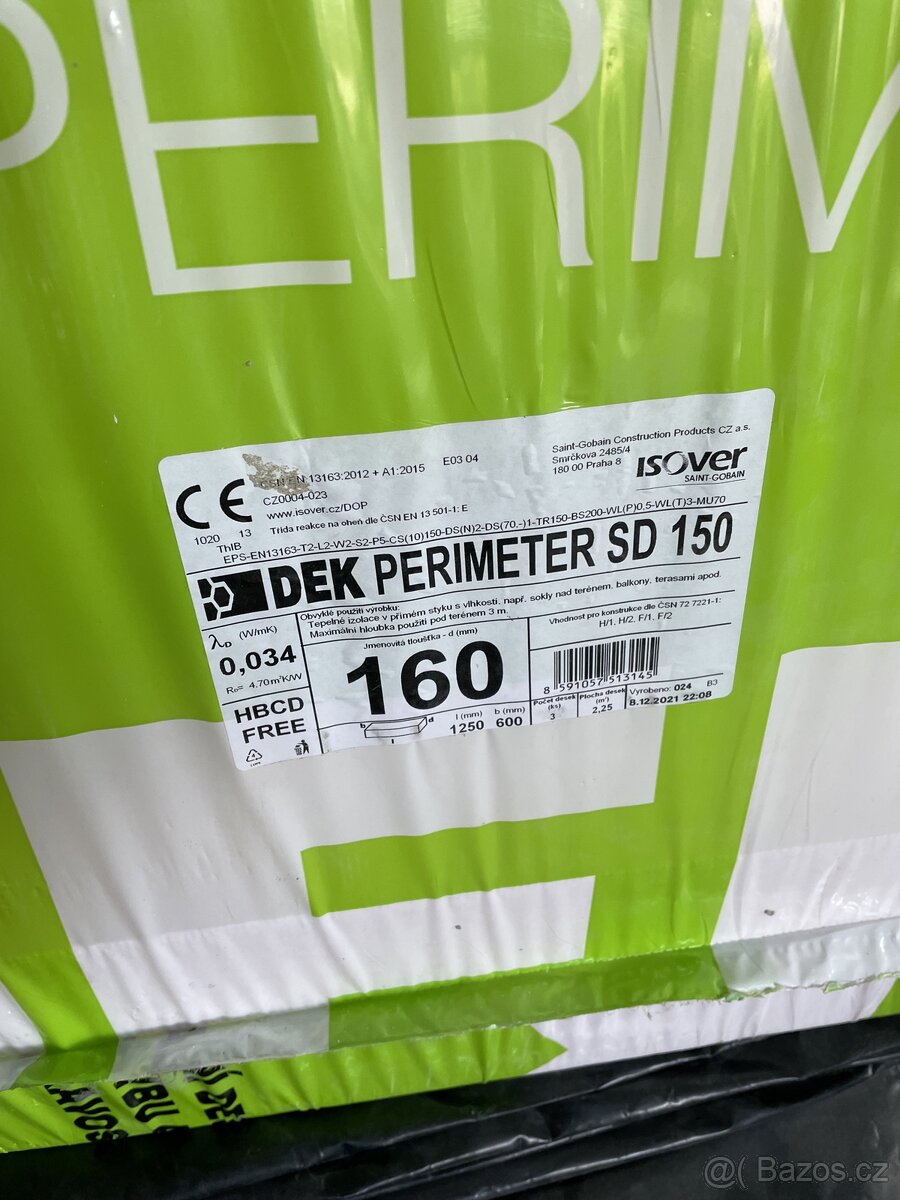 PERIM
ČSN EN 13163:2012 + A1:2015 E03 04
CZ0004-023
www.isover.cz/DOP
Třída reakce na oheň dle ČSN EN 13 501-1: E
Saint-Gobain Construction Products CZ a.s.
Smrčkova 2485/4
180 00 Praha 8
isover
SAINT-GOBAIN
CE
1020 13
ThIB
EPS-EN13163-T2-L2-W2-S2-P5-CS(10)150-DS(N)2-DS(70,-)1-TR150-BS200-WL(P)0.5-WL(T)3-MU70
DEK PERIMETER SD 150
Obvyklé použití výrobku:
Tepelné izolace v přímém styku s vlhkostí, např. sokly nad terénem, balkony, terasami apod.
Maximální hloubka použití pod terénem 3 m.
λD (W/mK)
0,034
RD= 4.70m²K/W
HBCD
FREE
Jmenovitá tloušťka - d (mm)
160
b d
l
l (mm) b (mm)
1250 600
Vhodnost pro konstrukce dle ČSN 72 7221-1:
H/1, H/2, F/1, F/2
8 591057 513145
Počet desek
(ks)
3
Plocha desek
(m²)
2,25
Vyrobeno: 024 B3
8.12.2021 22:08
@( Bazos.cz